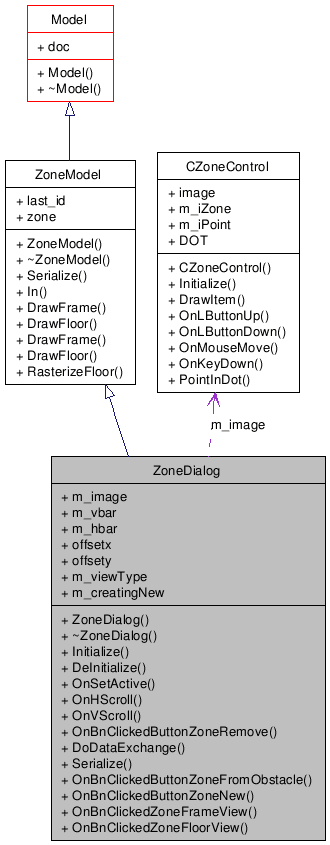 Model
+ doc
+ Model()
+ ~Model()
ZoneModel
+ last_id
+ zone
+ ZoneModel()
+ ~ZoneModel()
+ Serialize()
+ In()
+ DrawFrame()
+ DrawFloor()
+ DrawFrame()
+ DrawFloor()
+ RasterizeFloor()
CZoneControl
+ image
+ m_iZone
+ m_iPoint
+ DOT
+ CZoneControl()
+ Initialize()
+ DrawItem()
+ OnLButtonUp()
+ OnLButtonDown()
+ OnMouseMove()
+ OnKeyDown()
+ PointInDot()
m_image
ZoneDialog
+ m_image
+ m_vbar
+ m_hbar
+ offsetx
+ offsety
+ m_viewType
+ m_creatingNew
+ ZoneDialog()
+ ~ZoneDialog()
+ Initialize()
+ DeInitialize()
+ OnSetActive()
+ OnHScroll()
+ OnVScroll()
+ OnBnClickedButtonZoneRemove()
+ DoDataExchange()
+ Serialize()
+ OnBnClickedButtonZoneFromObstacle()
+ OnBnClickedButtonZoneNew()
+ OnBnClickedZoneFrameView()
+ OnBnClickedZoneFloorView()